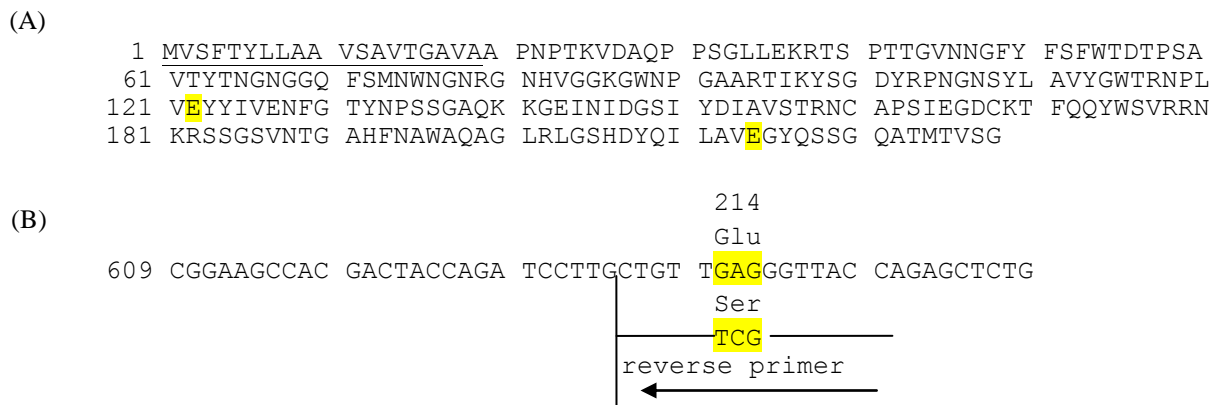 (A)
1 MVSFTYLLAA VSAVTGAVAA PNPTKVDAQPP PSGLLEKRTS PTTGVNNGFY FSFWTDTPSA
61 VTYTNGNGGQ FSMNWNGNRG NHVGGKGWNP GAARTIKYSG DYRPNGNSYL AVYGWTRNPL
121 VEYYIVENFG TYNPSSGAQK KGEINIDGSI YDIAVSTRNC APSIEGDCKT FQQYWSVRRN
181 KRSSGSVNTG AHFNAWAQAG LRLGSHDYQI LAVEGYQSSG QATMTVSG
(B)
214
Glu
609 CGGAAGCCAC GACTACCAGA TCCTTGCTGT TGAGGGTTAC CAGAGCTCTG
Ser
TCG
reverse primer